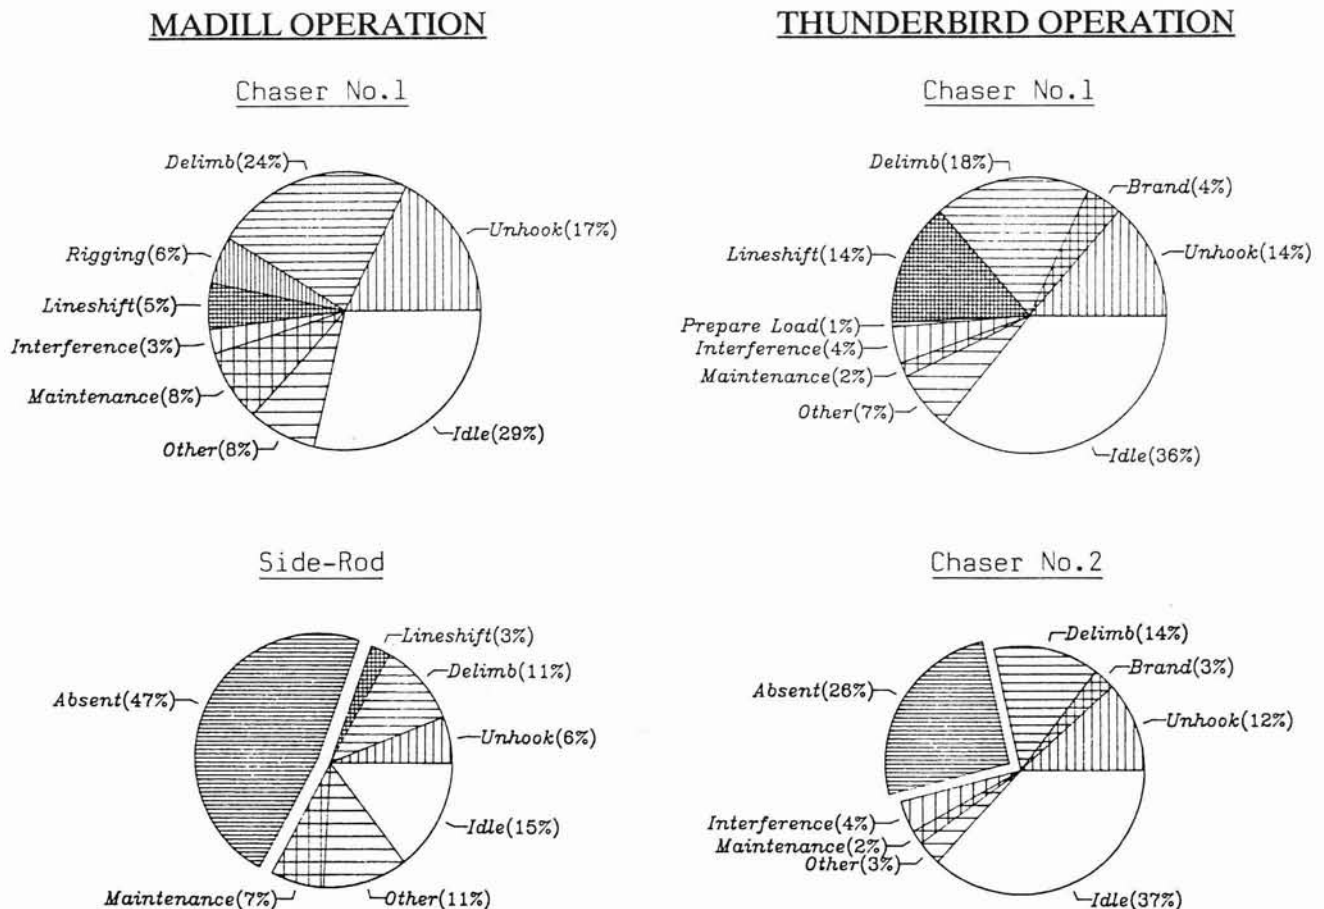 MADILL OPERATION
THUNDERBIRD OPERATION
Chaser No.1
Delimb(24%)
Unhook(17%)
Rigging(6%)
Lineshift(5%)
Interference(3%)
Maintenance(8%)
Other(8%)
Idle(29%)
Chaser No.1
Delimb(18%)
Brand(4%)
Unhook(14%)
Lineshift(14%)
Prepare Load(1%)
Interference(4%)
Maintenance(2%)
Other(7%)
Idle(36%)
Side-Rod
Lineshift(3%)
Delimb(11%)
Absent(47%)
Unhook(6%)
Idle(15%)
Maintenance(7%)
Other(11%)
Chaser No.2
Delimb(14%)
Brand(3%)
Absent(26%)
Unhook(12%)
Interference(4%)
Maintenance(2%)
Other(3%)
Idle(37%)